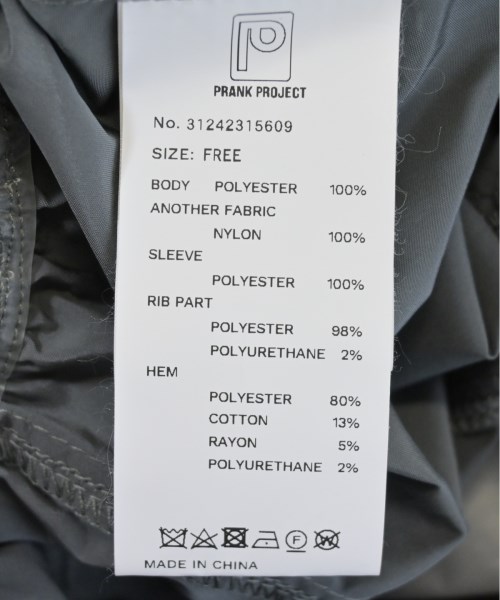 P
PRANK PROJECT
No. 31242315609
SIZE: FREE
BODY POLYESTER 100%
ANOTHER FABRIC
NYLON 100%
SLEEVE
POLYESTER 100%
RIB PART
POLYESTER 98%
POLYURETHANE 2%
HEM
POLYESTER 80%
COTTON 13%
RAYON 5%
POLYURETHANE 2%
F W
MADE IN CHINA